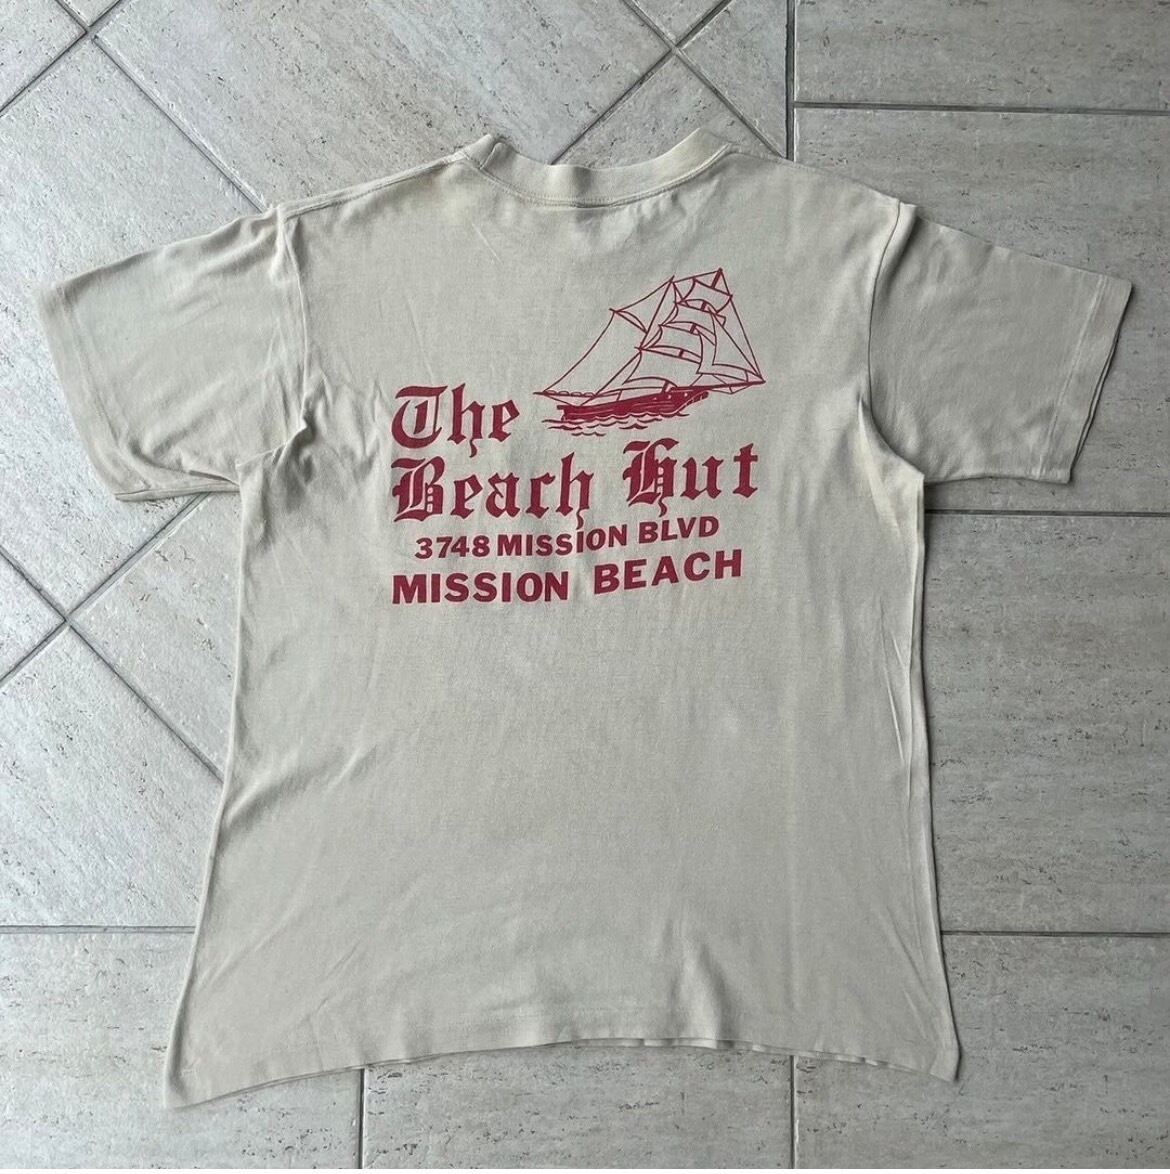 The
Beach Hut
3748 MISSION BLVD
MISSION BEACH